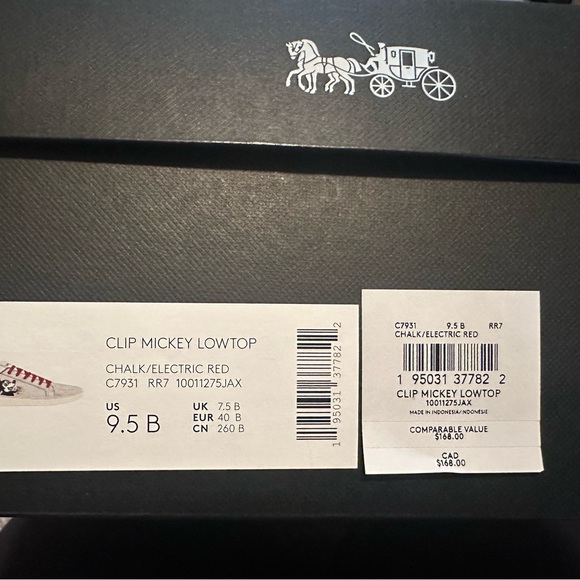 CLIP MICKEY LOWTOP
CHALK/ELECTRIC RED
C7931 RR7 10011275JAX
US
9.5 B
UK 7.5 B
EUR 40 B
CN 260 B
1 95031 37782 2
C7931 9.5 B RR7
CHALK/ELECTRIC RED
1 95031 37782 2
CLIP MICKEY LOWTOP
10011275JAX
MADE IN INDONESIA/INDONÉSIE
COMPARABLE VALUE
$168.00
CAD
$168.00